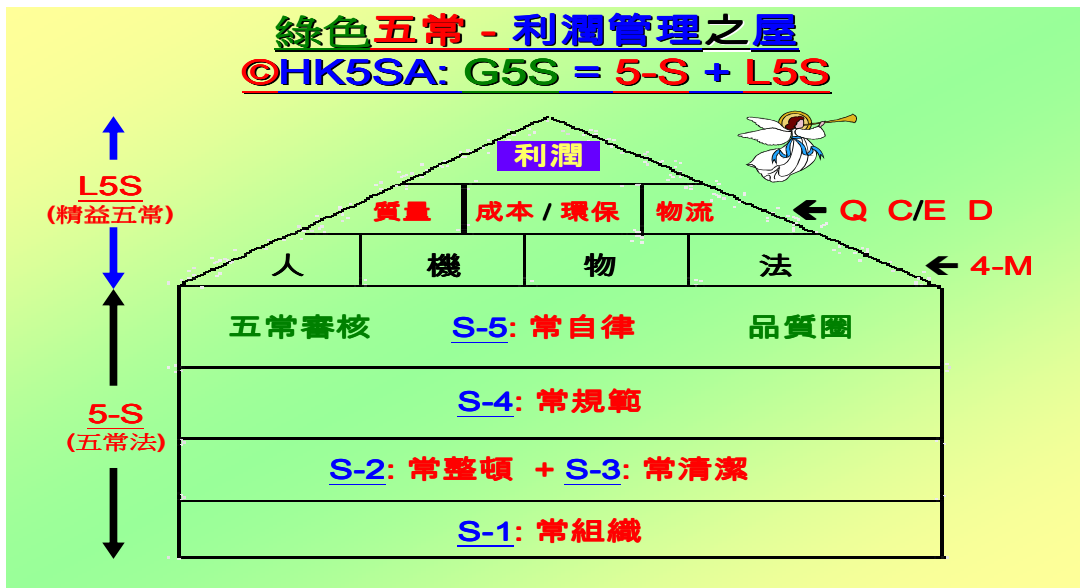 綠色五常 - 利潤管理之屋
©HK5SA: G5S = 5-S + L5S
利潤
L5S
(精益五常)
質量 成本 / 環保 物流 ← Q C/E D
人 機 物 法 ← 4-M
五常審核 S-5: 常自律 品質圈
S-4: 常規範
5-S
(五常法)
S-2: 常整頓 + S-3: 常清潔
S-1: 常組織